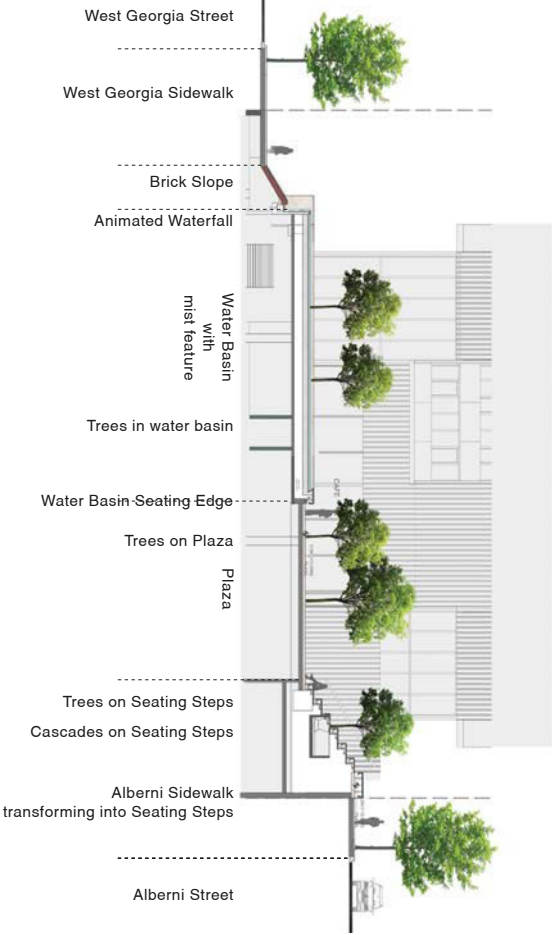 West Georgia Street
West Georgia Sidewalk
Brick Slope
Animated Waterfall
Water Basin
with
mist feature
Trees in water basin
Water Basin Seating Edge
CAFE
Trees on Plaza
Plaza
Trees on Seating Steps
Cascades on Seating Steps
Alberni Sidewalk
transforming into Seating Steps
Alberni Street